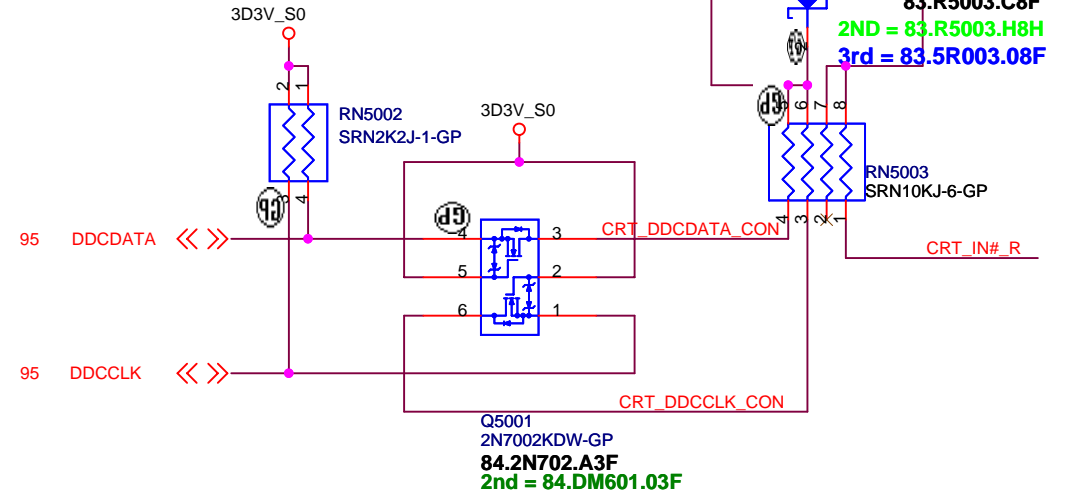 83.R5003.C8F
3D3V_S0
2ND = 83.R5003.H8H
3rd = 83.5R003.08F
2 1
RN5002
SRN2K2J-1-GP
3D3V_S0
GP
5 6 7 8
RN5003
SRN10KJ-6-GP
GP
3 4
GP
4 3 2 1
95 DDCDATA
4 3
CRT_DDCDATA_CON
CRT_IN#_R
5 2
6 1
95 DDCCLK
CRT_DDCCLK_CON
Q5001
2N7002KDW-GP
84.2N702.A3F
2nd = 84.DM601.03F